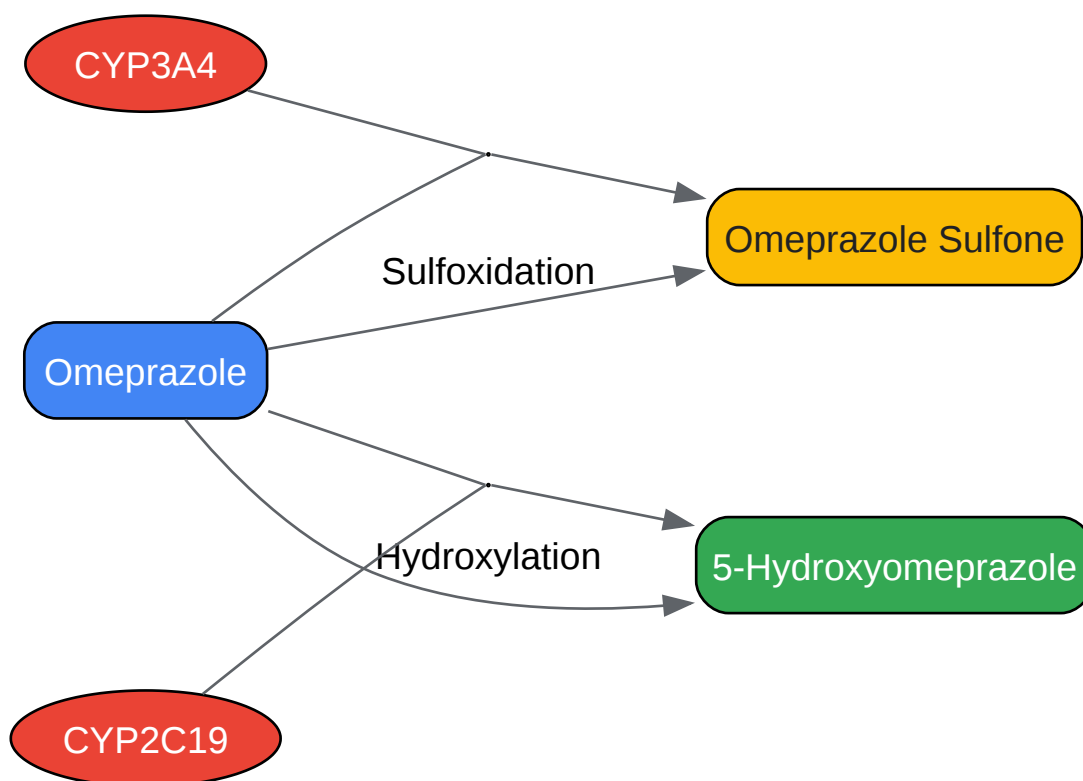 CYP3A4
Omeprazole Sulfone
Sulfoxidation
Omeprazole
Hydroxylation
5-Hydroxyomeprazole
CYP2C19